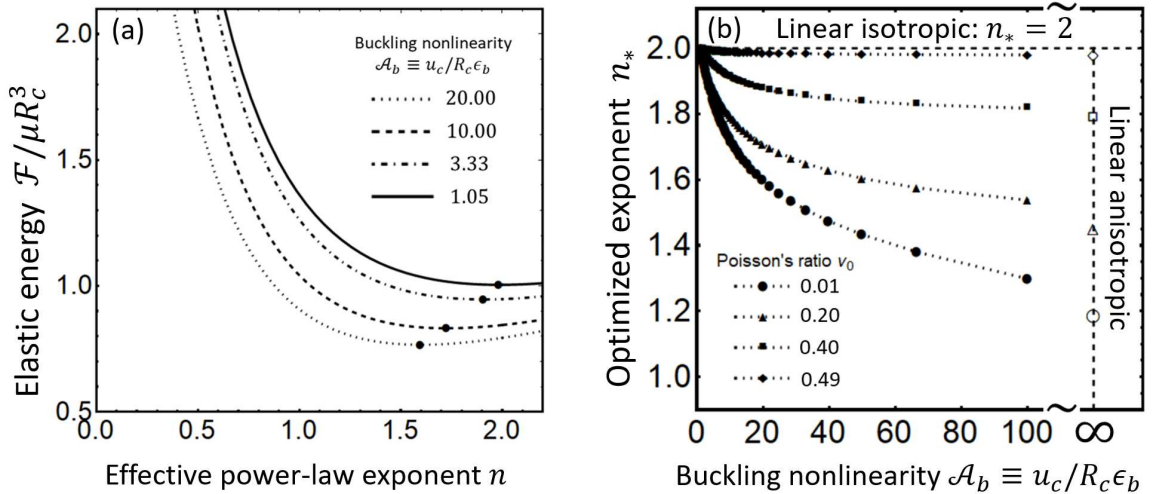 (a)
Buckling nonlinearity
𝒜_b ≡ u_c/R_cϵ_b
20.00
10.00
3.33
1.05
2.0
1.5
1.0
0.5
0.0 0.5 1.0 1.5 2.0
Elastic energy ℱ/μR_c^3
Effective power-law exponent n
(b) Linear isotropic: n_* = 2
2.0
1.8
1.6
1.4
1.2
1.0
Poisson's ratio ν_0
0.01
0.20
0.40
0.49
Linear anisotropic
0 20 40 60 80 100 ∞
Optimized exponent n_*
Buckling nonlinearity 𝒜_b ≡ u_c/R_cϵ_b